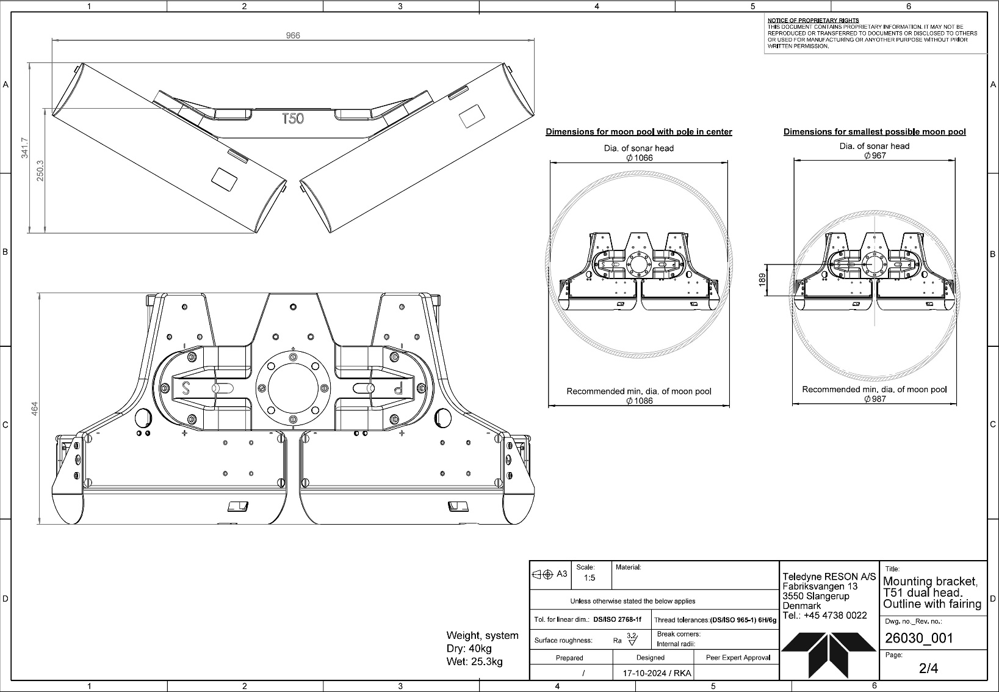 1 2 3 4 5 6
NOTICE OF PROPRIETARY RIGHTS
THIS DOCUMENT CONTAINS PROPRIETARY INFORMATION. IT MAY NOT BE
REPRODUCED OR TRANSFERRED TO DOCUMENTS OR DISCLOSED TO OTHERS
OR USED FOR MANUFACTURING OR ANYOTHER PURPOSE WITHOUT PRIOR
WRITTEN PERMISSION.
966
A A
T50
341.7
250.3
Dimensions for moon pool with pole in center
Dia. of sonar head
∅1066
Recommended min. dia. of moon pool
∅1086
Dimensions for smallest possible moon pool
Dia. of sonar head
∅967
189
Recommended min. dia. of moon pool
∅987
B B
S P
S P
464
S P
C C
D D
Weight, system
Dry: 40kg
Wet: 25.3kg
A3
Scale:
1:5
Material:
Unless otherwise stated the below applies
Tol. for linear dim.: DS/ISO 2768-1f
Thread tolerances:(DS/ISO 965-1) 6H/6g
Surface roughness: Ra 3.2
Break corners:
Internal radii:
Prepared Designed Peer Expert Approval
/ 17-10-2024 / RKA
Teledyne RESON A/S
Fabriksvangen 13
3550 Slangerup
Denmark
Tel.: +45 4738 0022
Title:
Mounting bracket,
T51 dual head.
Outline with fairing
Dwg. no._Rev. no.:
26030_001
Page:
2/4
1 2 3 4 5 6